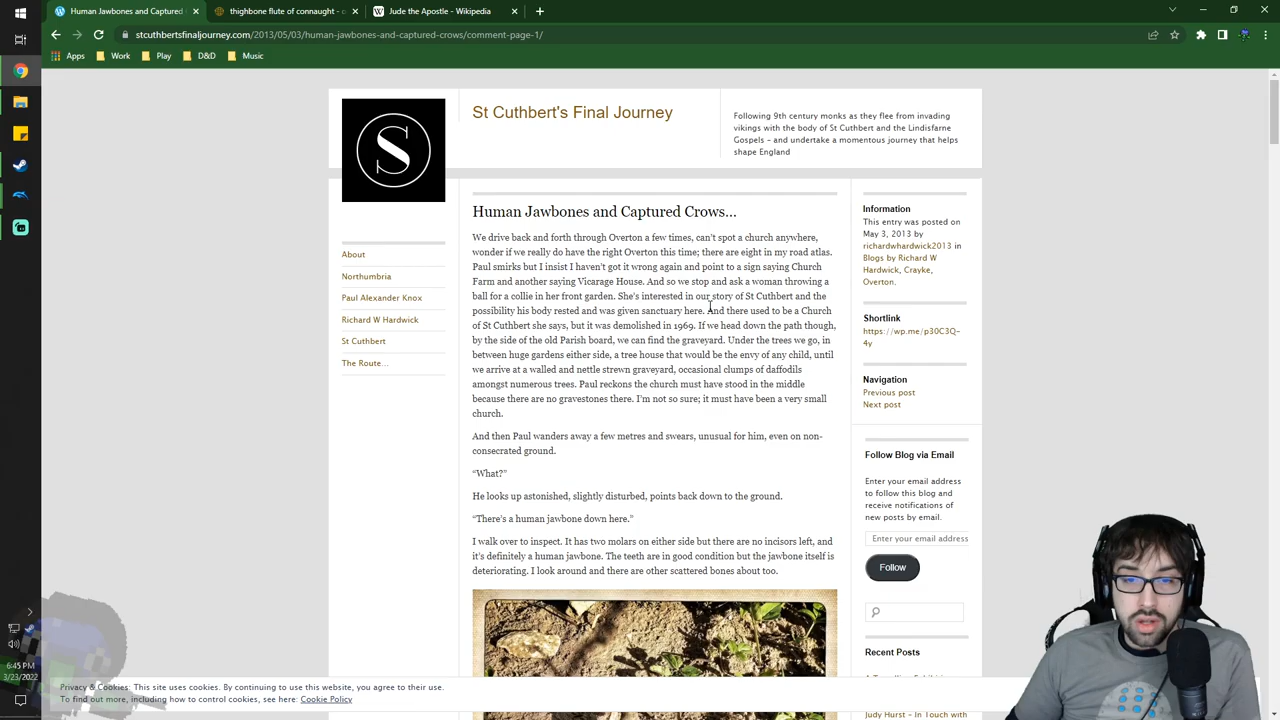 Human Jawbones and Captured
thighbone flute of connaught -
Jude the Apostle - Wikipedia
stcuthbertsfinaljourney.com/2013/05/03/human-jawbones-and-captured-crows/comment-page-1/
Apps
Work
Play
D&D
Music
S
St Cuthbert's Final Journey
Following 9th century monks as they flee from invading
vikings with the body of St Cuthbert and the Lindisfarne
Gospels – and undertake a momentous journey that helps
shape England
About
Northumbria
Paul Alexander Knox
Richard W Hardwick
St Cuthbert
The Route…
Human Jawbones and Captured Crows…
We drive back and forth through Overton a few times, can't spot a church anywhere,
wonder if we really do have the right Overton this time; there are eight in my road atlas.
Paul smirks but I insist I haven't got it wrong again and point to a sign saying Church
Farm and another saying Vicarage House. And so we stop and ask a woman throwing a
ball for a collie in her front garden. She's interested in our story of St Cuthbert and the
possibility his body rested and was given sanctuary here. And there used to be a Church
of St Cuthbert she says, but it was demolished in 1969. If we head down the path though,
by the side of the old Parish board, we can find the graveyard. Under the trees we go, in
between huge gardens either side, a tree house that would be the envy of any child, until
we arrive at a walled and nettle strewn graveyard, occasional clumps of daffodils
amongst numerous trees. Paul reckons the church must have stood in the middle
because there are no gravestones there. I'm not so sure; it must have been a very small
church.
And then Paul wanders away a few metres and swears, unusual for him, even on non-
consecrated ground.
“What?”
He looks up astonished, slightly disturbed, points back down to the ground.
“There's a human jawbone down here.”
I walk over to inspect. It has two molars on either side but there are no incisors left, and
it's definitely a human jawbone. The teeth are in good condition but the jawbone itself is
deteriorating. I look around and there are other scattered bones about too.
Information
This entry was posted on
May 3, 2013 by
richardwhardwick2013 in
Blogs by Richard W
Hardwick, Crayke,
Overton.
Shortlink
https://wp.me/p30C3Q-
4y
Navigation
Previous post
Next post
Follow Blog via Email
Enter your email address
to follow this blog and
receive notifications of
new posts by email.
Enter your email address
Follow
Recent Posts
Judy Hurst – In Touch with
Privacy & Cookies: This site uses cookies. By continuing to use this website, you agree to their use.
To find out more, including how to control cookies, see here: Cookie Policy
6:45 PM
3/23/2022